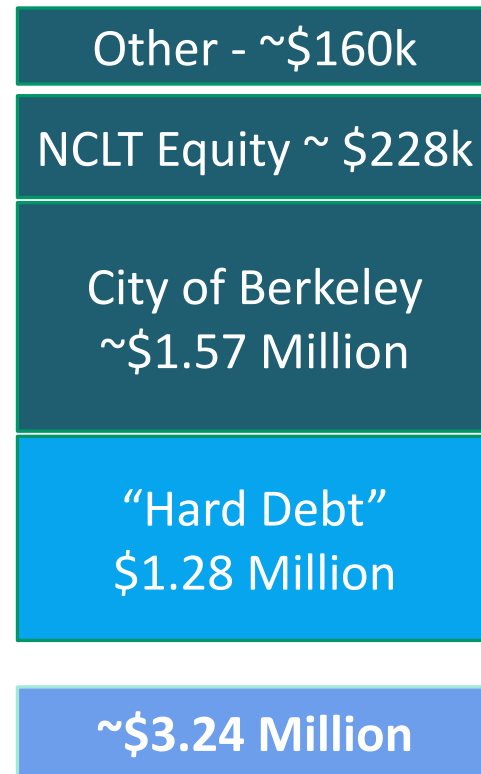 Other - ~$160k
NCLT Equity ~ $228k
City of Berkeley
~$1.57 Million
“Hard Debt”
$1.28 Million
~$3.24 Million